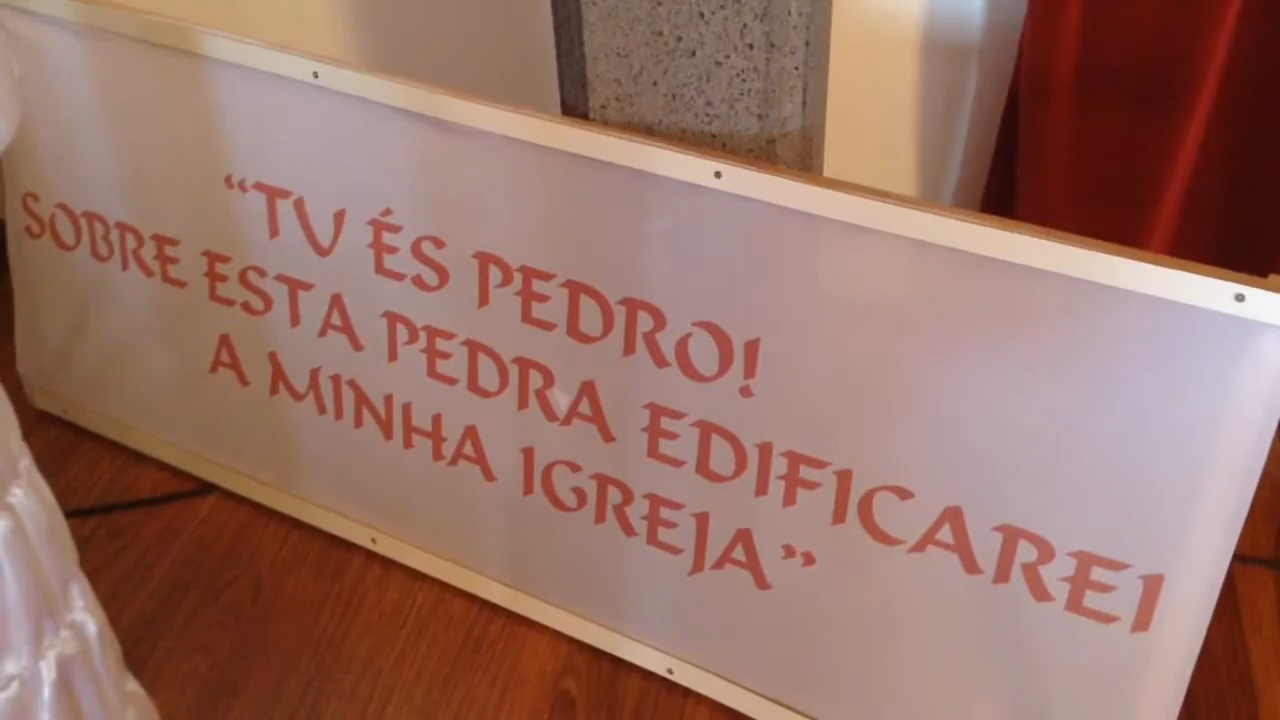 “TU ÉS PEDRO!
SOBRE ESTA PEDRA EDIFICAREI
A MINHA IGREJA”